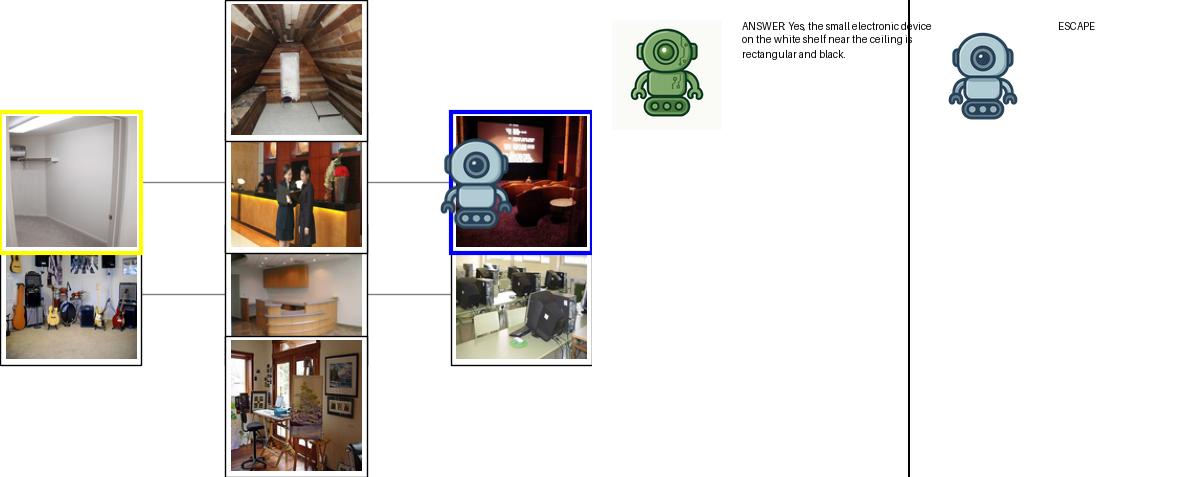 ANSWER: Yes, the small electronic device
on the white shelf near the ceiling is
rectangular and black.
ESCAPE